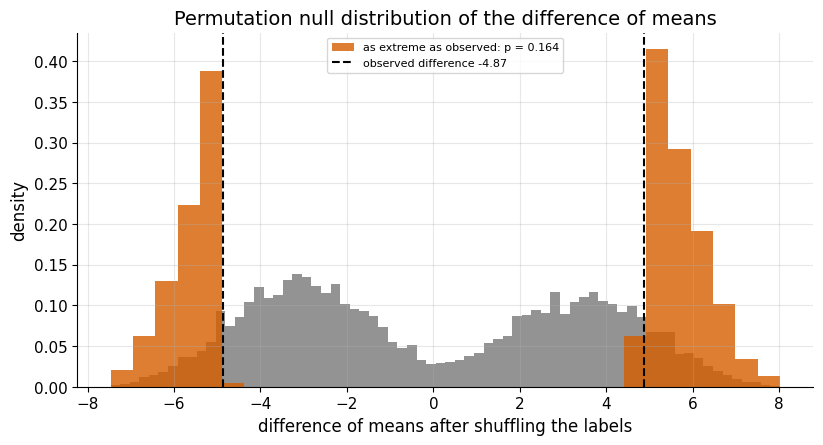 Permutation null distribution of the difference of means
as extreme as observed: p = 0.164
observed difference -4.87
density
0.40
0.35
0.30
0.25
0.20
0.15
0.10
0.05
0.00
−8 −6 −4 −2 0 2 4 6 8
difference of means after shuffling the labels